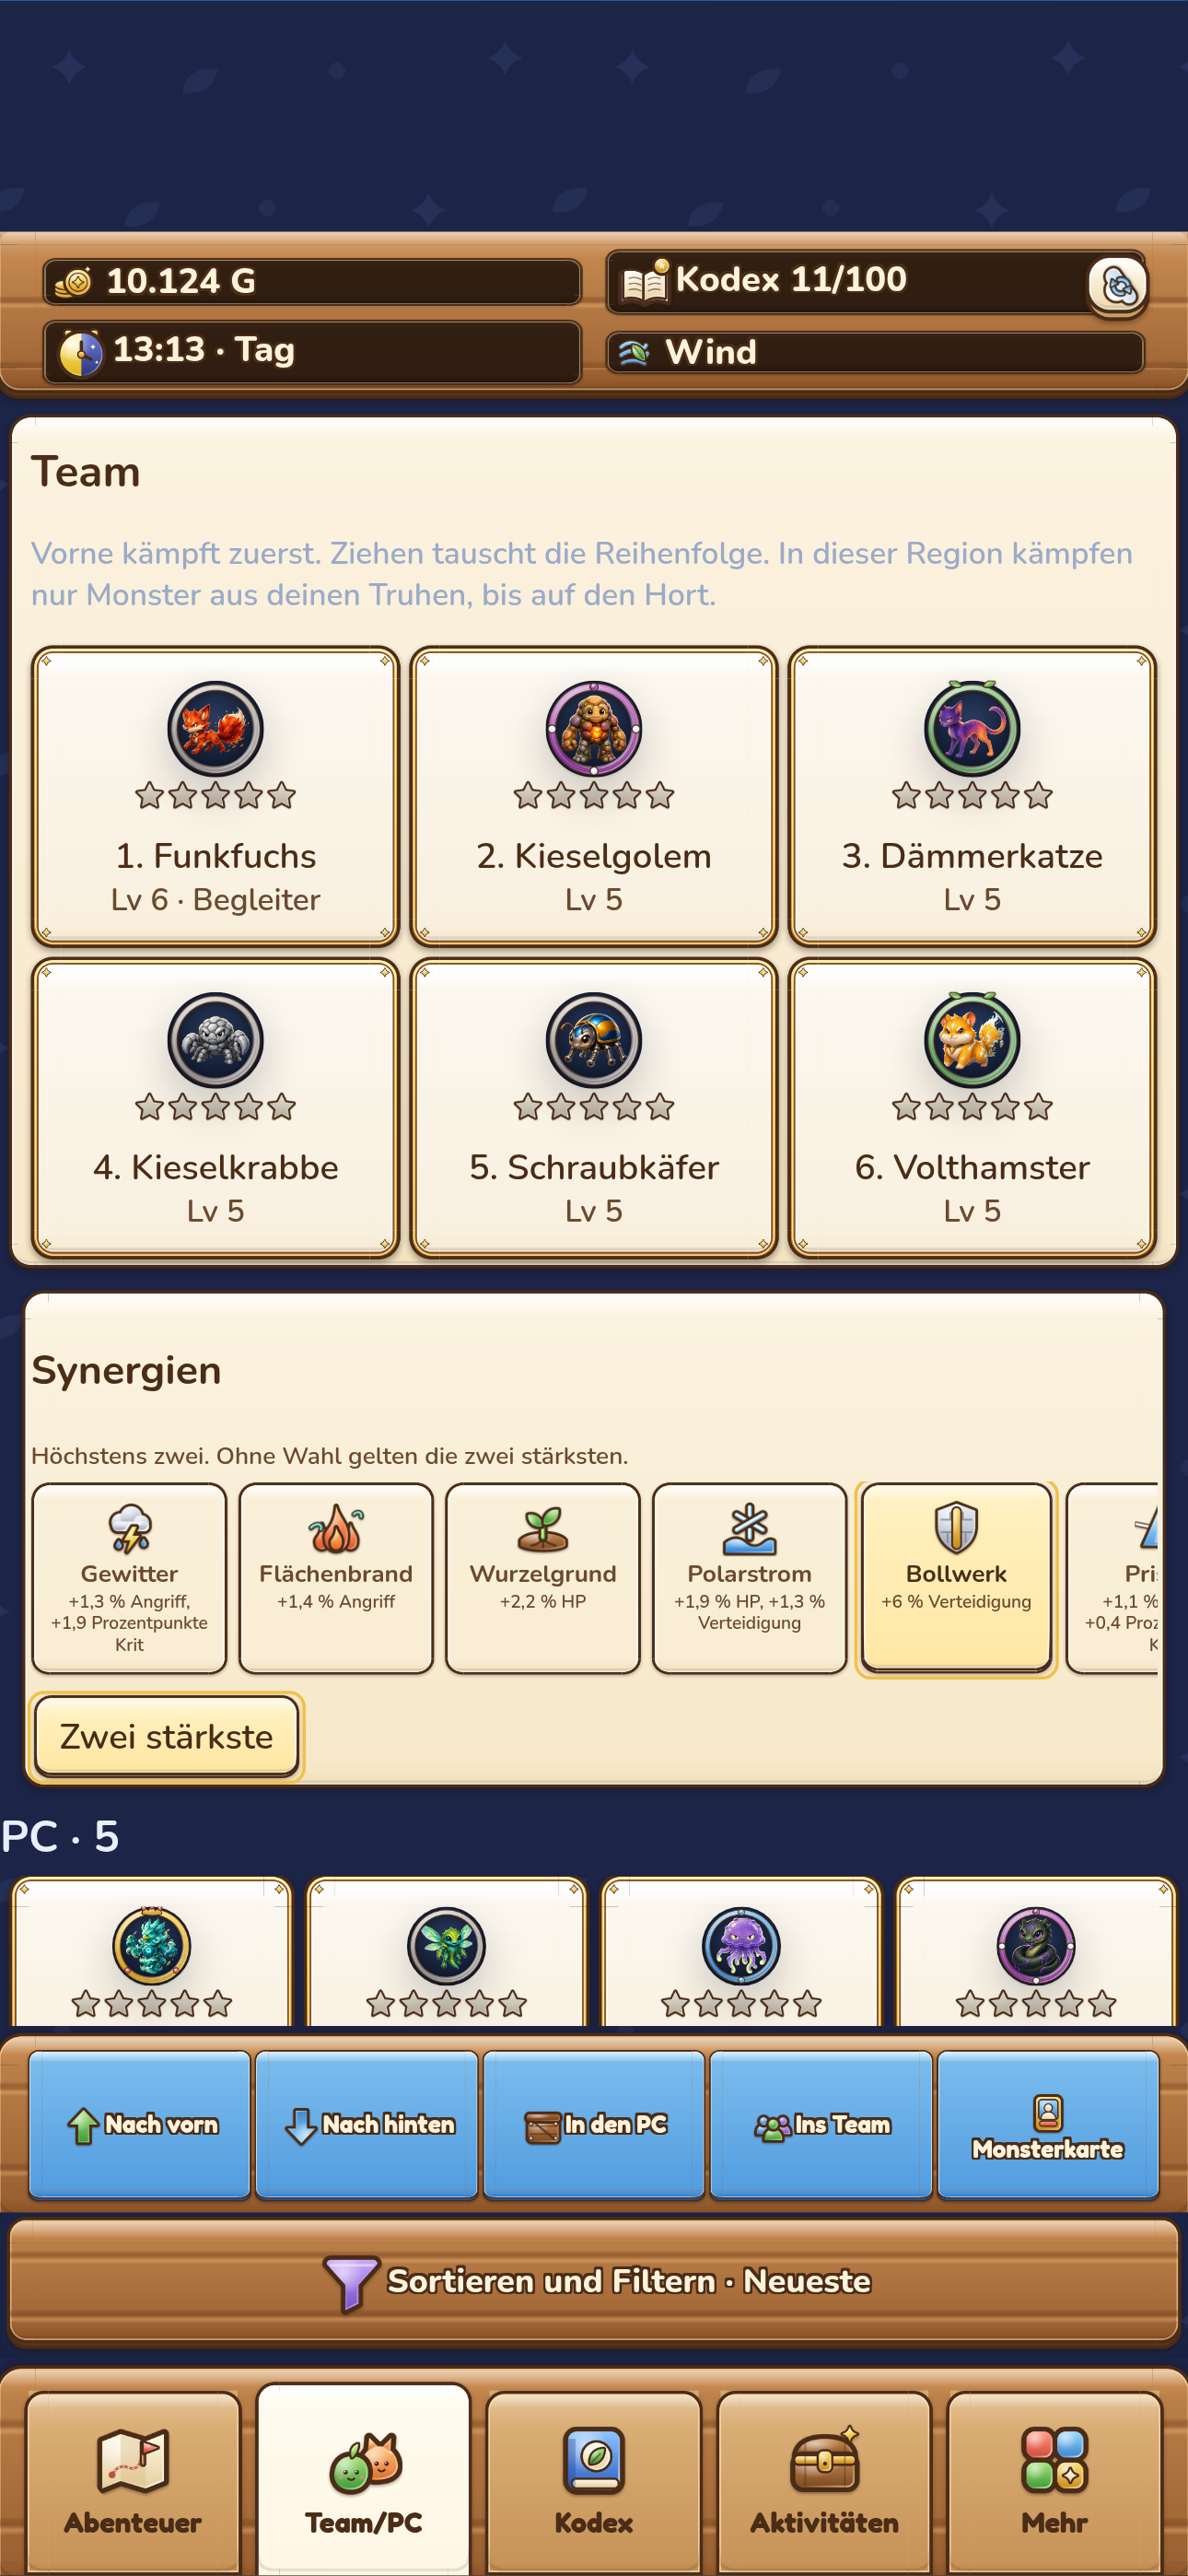 10.124 G
Kodex 11/100
13:13 · Tag
Wind
Team
Vorne kämpft zuerst. Ziehen tauscht die Reihenfolge. In dieser Region kämpfen
nur Monster aus deinen Truhen, bis auf den Hort.
1. Funkfuchs
Lv 6 · Begleiter
2. Kieselgolem
Lv 5
3. Dämmerkatze
Lv 5
4. Kieselkrabbe
Lv 5
5. Schraubkäfer
Lv 5
6. Volthamster
Lv 5
Synergien
Höchstens zwei. Ohne Wahl gelten die zwei stärksten.
Gewitter
+1,3 % Angriff,
+1,9 Prozentpunkte
Krit
Flächenbrand
+1,4 % Angriff
Wurzelgrund
+2,2 % HP
Polarstrom
+1,9 % HP, +1,3 %
Verteidigung
Bollwerk
+6 % Verteidigung
Pris
+1,1 %
+0,4 Proz
K
Zwei stärkste
PC · 5
Nach vorn
Nach hinten
In den PC
Ins Team
Monsterkarte
Sortieren und Filtern · Neueste
Abenteuer
Team/PC
Kodex
Aktivitäten
Mehr